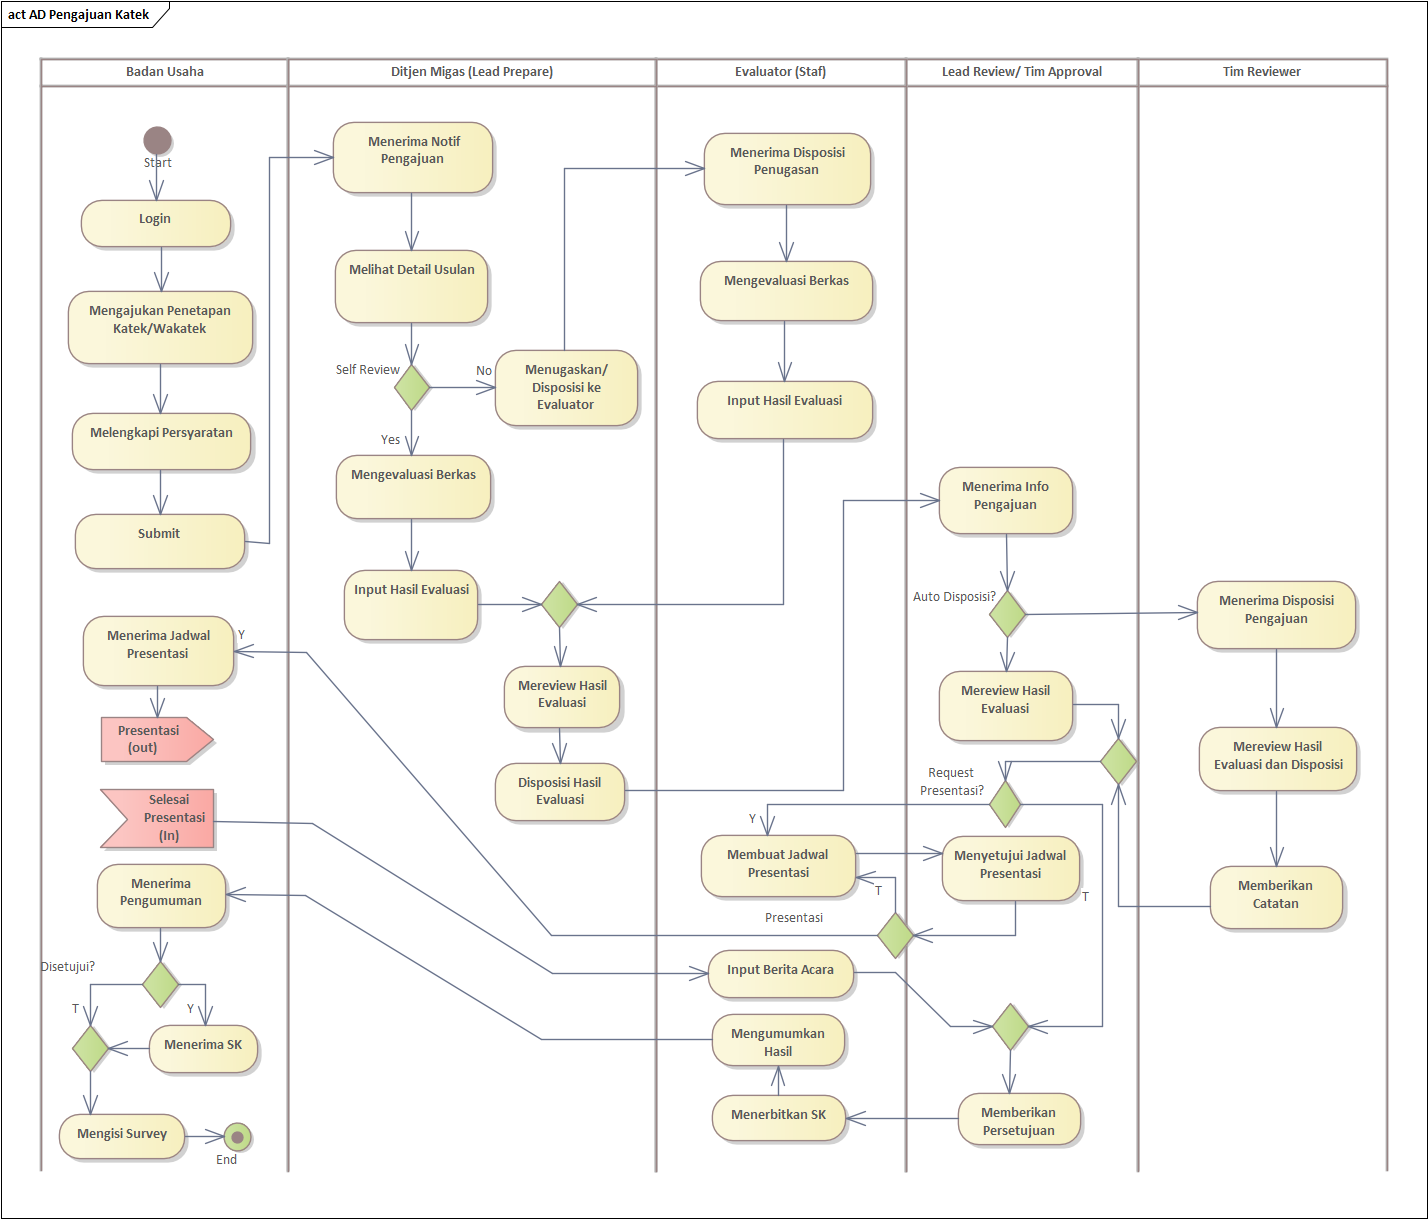 act AD Pengajuan Katek
Badan Usaha
Ditjen Migas (Lead Prepare)
Evaluator (Staf)
Lead Review/ Tim Approval
Tim Reviewer
Start
Login
Mengajukan Penetapan
Katek/Wakatek
Melengkapi Persyaratan
Submit
Menerima Jadwal
Presentasi
Y
Presentasi
(out)
Selesai
Presentasi
(In)
Menerima
Pengumuman
Disetujui?
T
Y
Menerima SK
Mengisi Survey
End
Menerima Notif
Pengajuan
Melihat Detail Usulan
Self Review
No
Menugaskan/
Disposisi ke
Evaluator
Yes
Mengevaluasi Berkas
Input Hasil Evaluasi
Mereview Hasil
Evaluasi
Disposisi Hasil
Evaluasi
Menerima Disposisi
Penugasan
Mengevaluasi Berkas
Input Hasil Evaluasi
Y
Membuat Jadwal
Presentasi
T
Presentasi
Input Berita Acara
Mengumumkan
Hasil
Menerbitkan SK
Menerima Info
Pengajuan
Auto Disposisi?
Mereview Hasil
Evaluasi
Request
Presentasi?
Menyetujui Jadwal
Presentasi
T
Memberikan
Persetujuan
Menerima Disposisi
Pengajuan
Mereview Hasil
Evaluasi dan Disposisi
Memberikan
Catatan